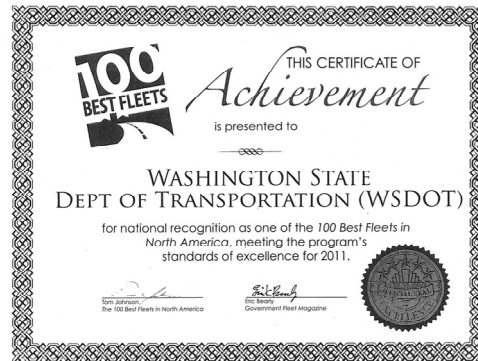 100
BEST FLEETS
THIS CERTIFICATE OF
Achievement
is presented to
WASHINGTON STATE
DEPT OF TRANSPORTATION (WSDOT)
for national recognition as one of the 100 Best Fleets in
North America, meeting the program's
standards of excellence for 2011.
Tom Johnson
The 100 Best Fleets in North America
Eric Bearly
Government Fleet Magazine